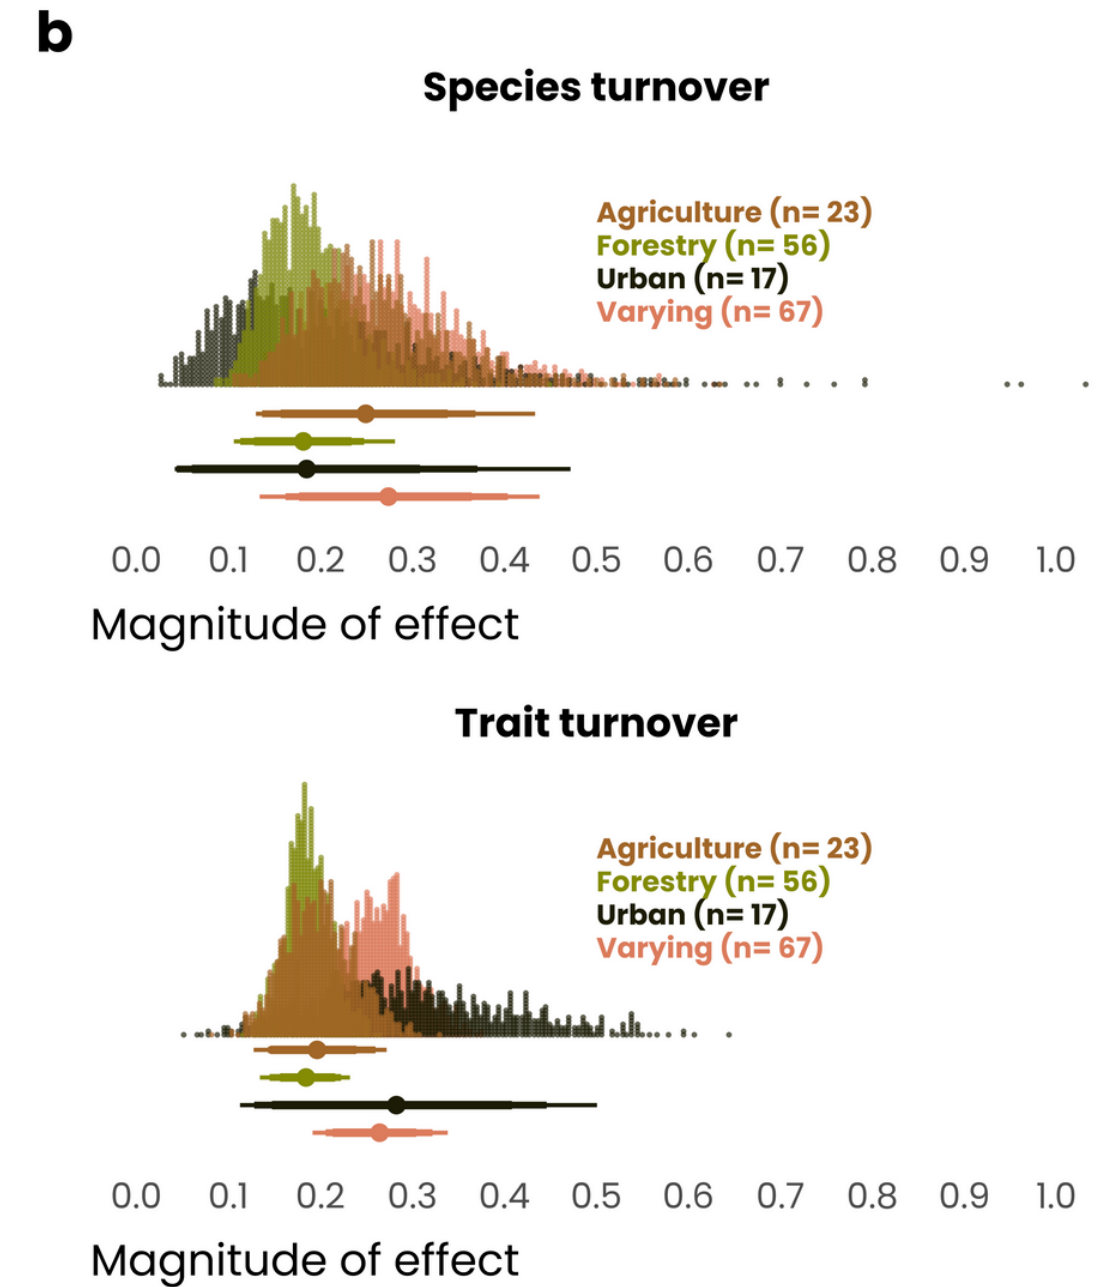 b
Species turnover
Agriculture (n= 23)
Forestry (n= 56)
Urban (n= 17)
Varying (n= 67)
0.0 0.1 0.2 0.3 0.4 0.5 0.6 0.7 0.8 0.9 1.0
Magnitude of effect
Trait turnover
Agriculture (n= 23)
Forestry (n= 56)
Urban (n= 17)
Varying (n= 67)
0.0 0.1 0.2 0.3 0.4 0.5 0.6 0.7 0.8 0.9 1.0
Magnitude of effect